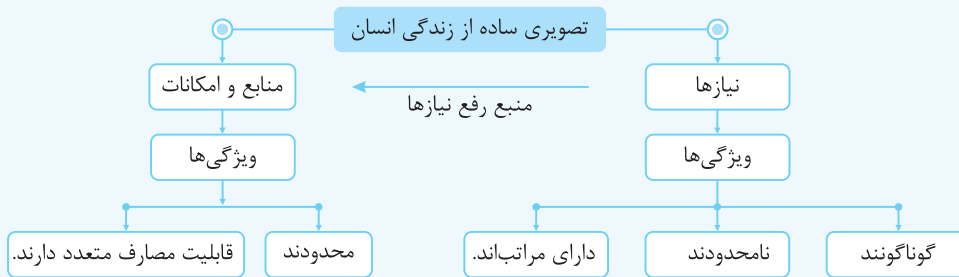 تصویری ساده از زندگی انسان
نیازها
منبع رفع نیازها
منابع و امکانات
ویژگی‌ها
ویژگی‌ها
گوناگونند
نامحدودند
دارای مراتب‌اند.
محدودند
قابلیت مصارف متعدد دارند.